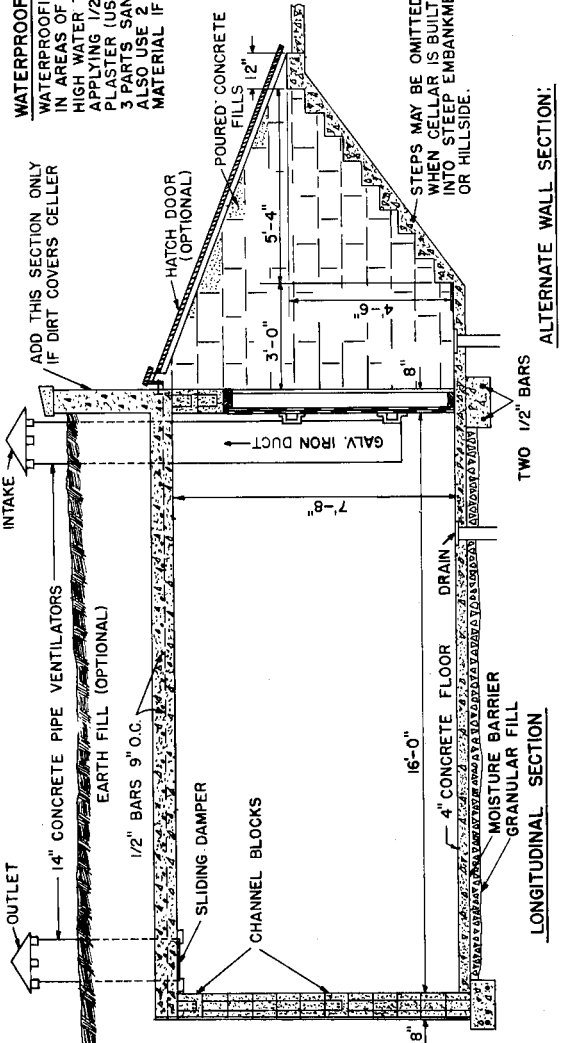 WATERPROOF
WATERPROOFI
IN AREAS OF
HIGH WATER
APPLYING 1/2
PLASTER (US
3 PARTS SAN
ALSO USE 2
MATERIAL IF
ADD THIS SECTION ONLY
IF DIRT COVERS CELLER
HATCH DOOR
(OPTIONAL)
POURED CONCRETE
FILLS
12"
5'-4"
3'-0"
4'-6"
8"
STEPS MAY BE OMITTED
WHEN CELLAR IS BUILT
INTO STEEP EMBANKME
OR HILLSIDE.
ALTERNATE WALL SECTION:
TWO 1/2" BARS
INTAKE
OUTLET
14" CONCRETE PIPE VENTILATORS
EARTH FILL (OPTIONAL)
1/2" BARS 9" O.C.
GALV. IRON DUCT
SLIDING DAMPER
CHANNEL BLOCKS
7'-8"
16'-0"
4" CONCRETE FLOOR
DRAIN
MOISTURE BARRIER
GRANULAR FILL
8"
LONGITUDINAL SECTION